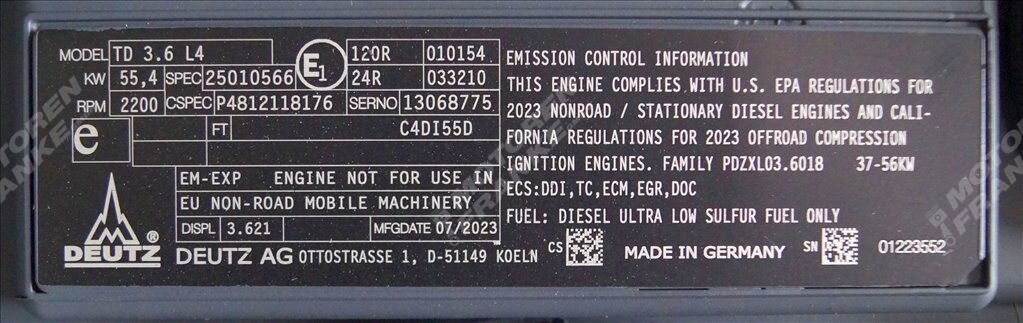 MODEL TD 3.6 L4
KW 55,4 SPEC 25010566
RPM 2200 CSPEC P4812118176
E1
120R 010154
24R 033210
SERNO 13068775
e FT C4DI55D
EM-EXP ENGINE NOT FOR USE IN
EU NON-ROAD MOBILE MACHINERY
DISPL 3.621 MFGDATE 07/2023
DEUTZ®
DEUTZ AG OTTOSTRASSE 1, D-51149 KOELN
EMISSION CONTROL INFORMATION
THIS ENGINE COMPLIES WITH U.S. EPA REGULATIONS FOR
2023 NONROAD / STATIONARY DIESEL ENGINES AND CALI-
FORNIA REGULATIONS FOR 2023 OFFROAD COMPRESSION
IGNITION ENGINES. FAMILY PDZXL03.6018 37-56KW
ECS:DDI,TC,ECM,EGR,DOC
FUEL: DIESEL ULTRA LOW SULFUR FUEL ONLY
CS MADE IN GERMANY SN 01223552
MOTOREN
FRANKEN